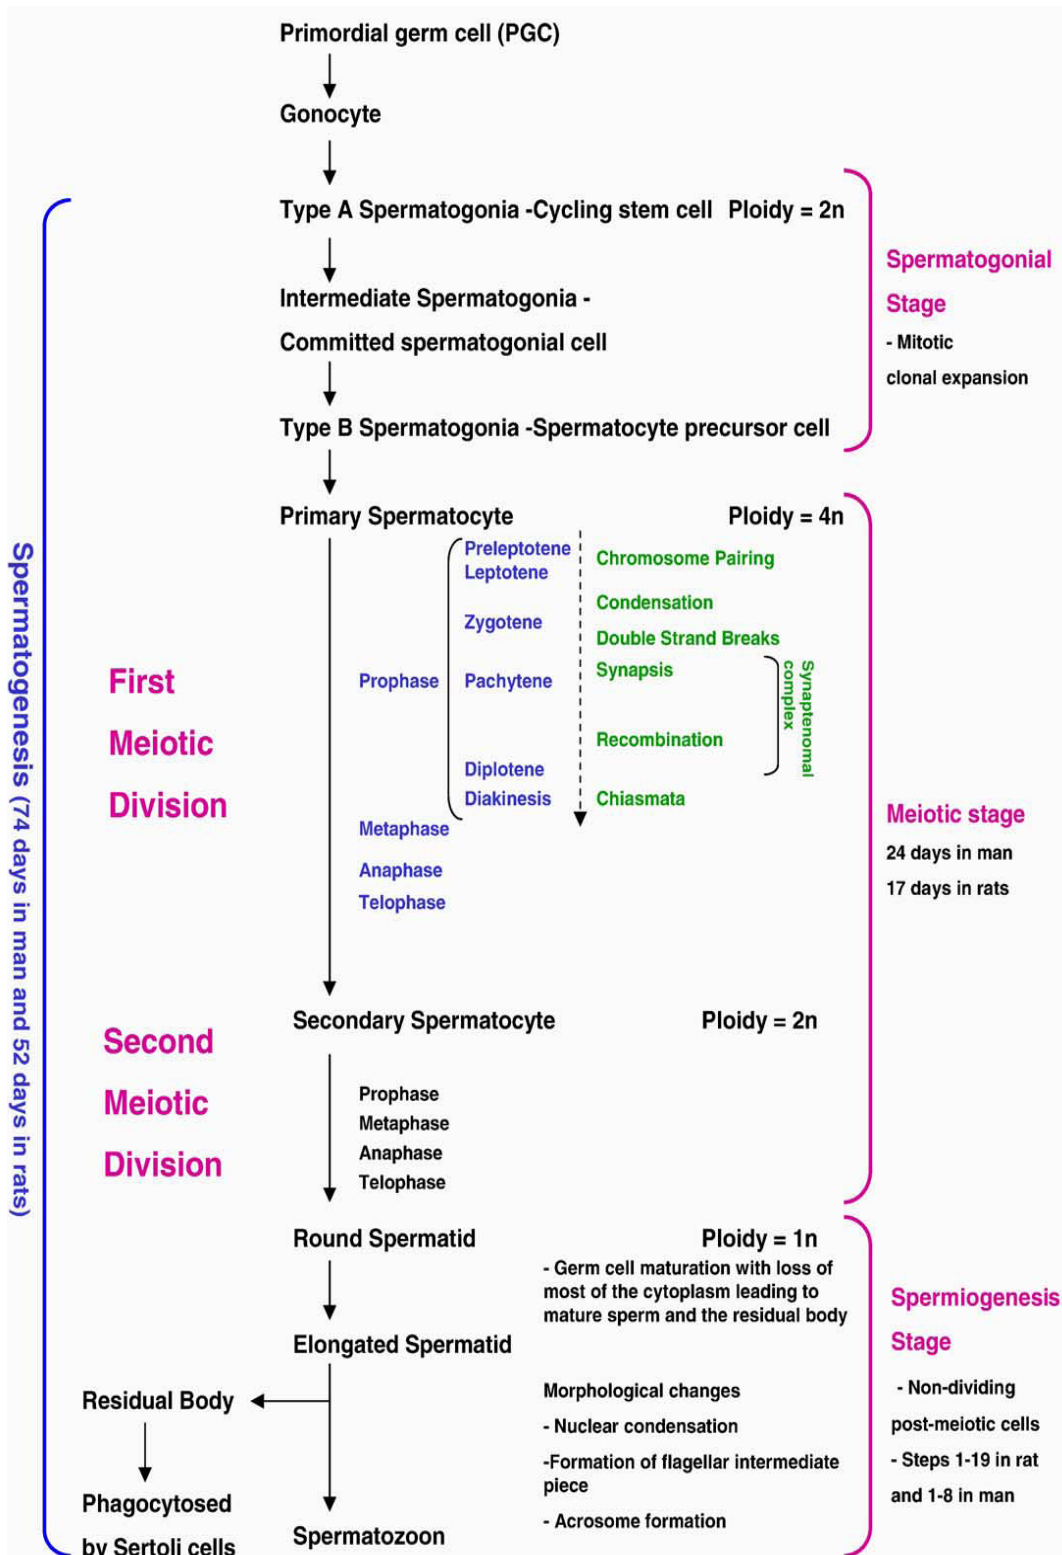 Primordial germ cell (PGC)
Gonocyte
Type A Spermatogonia -Cycling stem cell Ploidy = 2n
Intermediate Spermatogonia -
Committed spermatogonial cell
Type B Spermatogonia -Spermatocyte precursor cell
Spermatogonial
Stage
- Mitotic
clonal expansion
Spermatogenesis (74 days in man and 52 days in rats)
Primary Spermatocyte Ploidy = 4n
First
Meiotic
Division
Prophase
Preleptotene
Leptotene
Zygotene
Pachytene
Diplotene
Diakinesis
Chromosome Pairing
Condensation
Double Strand Breaks
Synapsis
Recombination
Chiasmata
Synaptenomal
complex
Metaphase
Anaphase
Telophase
Meiotic stage
24 days in man
17 days in rats
Secondary Spermatocyte Ploidy = 2n
Second
Meiotic
Division
Prophase
Metaphase
Anaphase
Telophase
Round Spermatid Ploidy = 1n
- Germ cell maturation with loss of
most of the cytoplasm leading to
mature sperm and the residual body
Elongated Spermatid
Residual Body
Phagocytosed
by Sertoli cells
Morphological changes
- Nuclear condensation
-Formation of flagellar intermediate
piece
- Acrosome formation
Spermatozoon
Spermiogenesis
Stage
- Non-dividing
post-meiotic cells
- Steps 1-19 in rat
and 1-8 in man